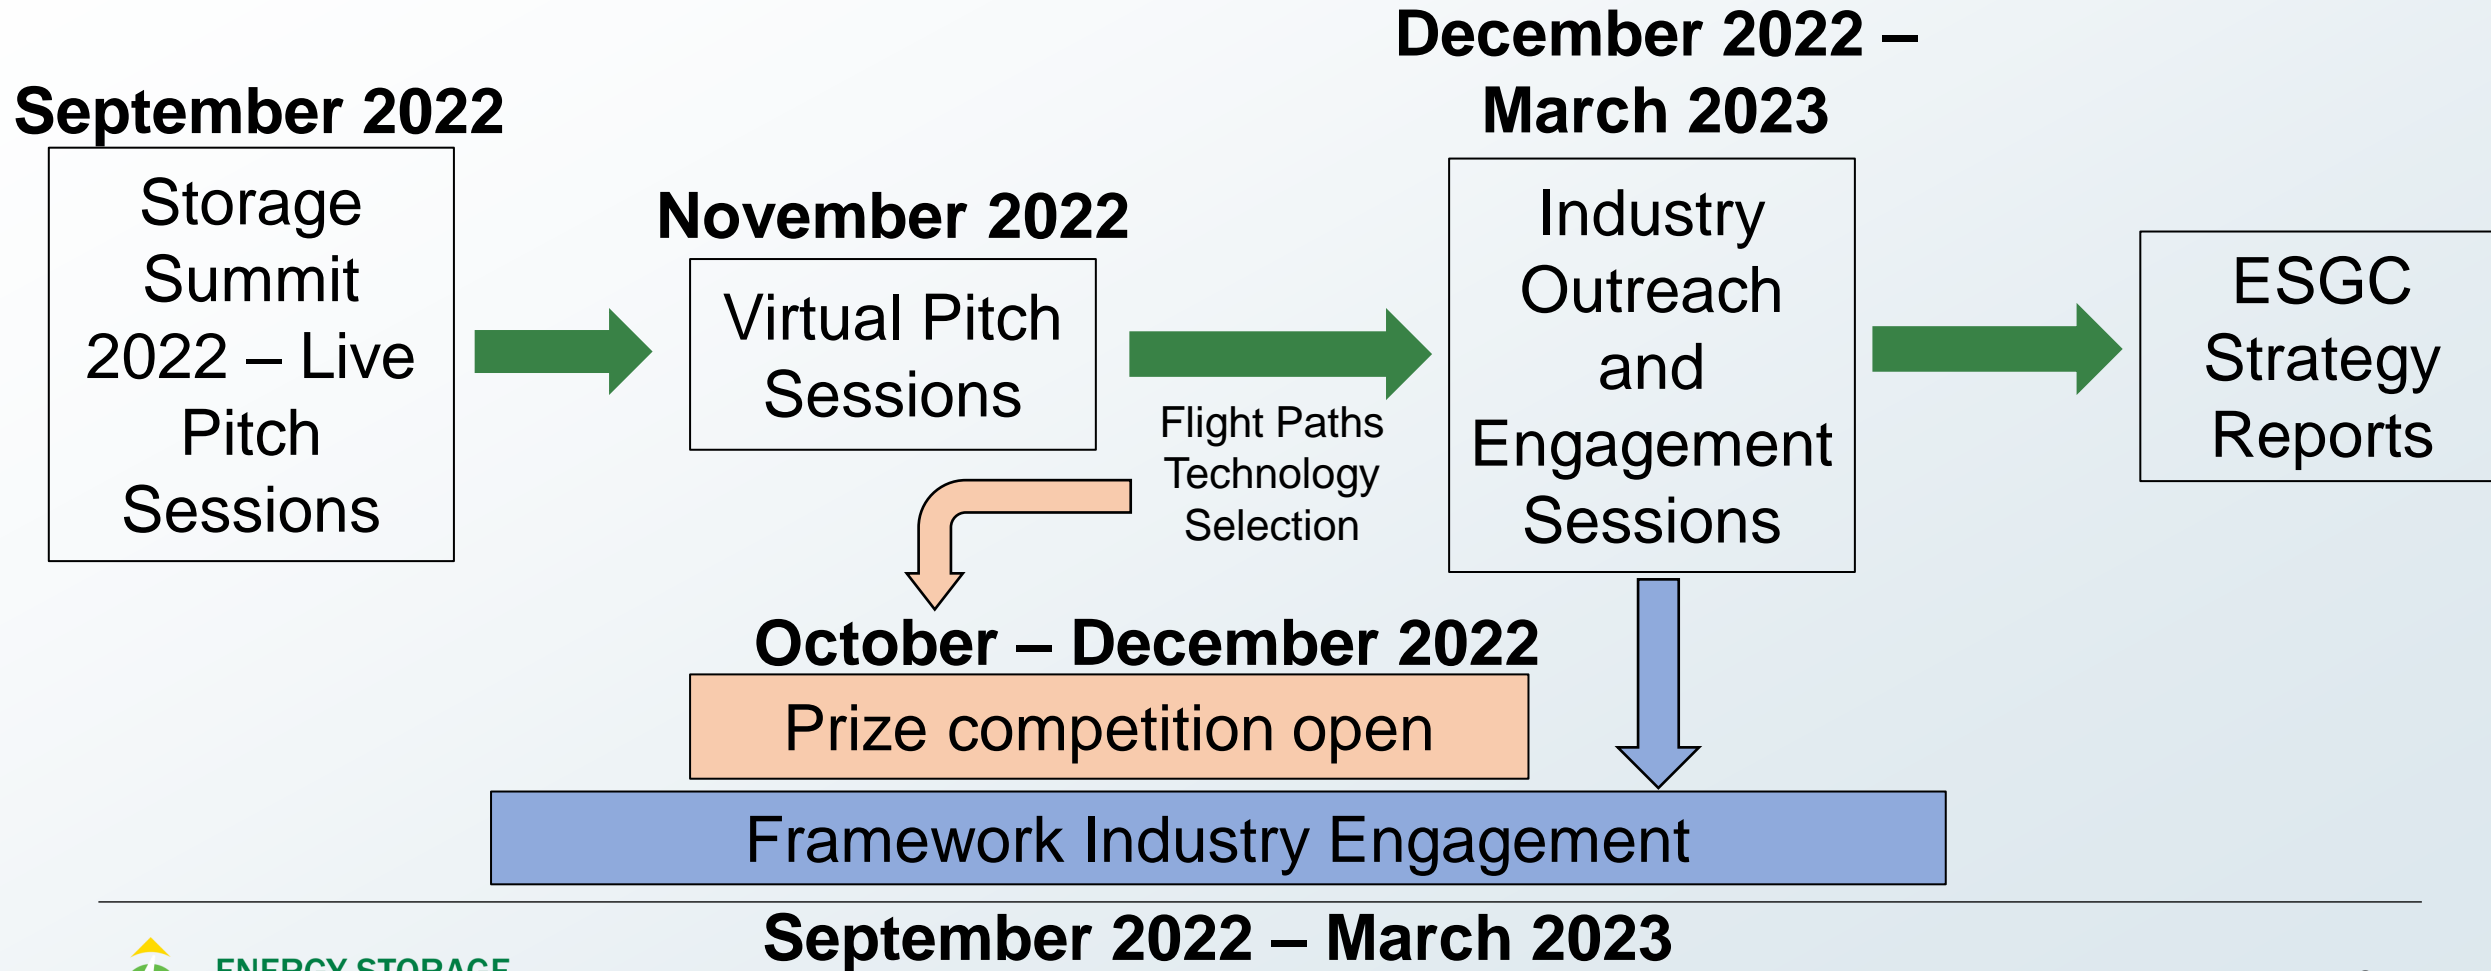 September 2022
Storage
Summit
2022 – Live
Pitch
Sessions
November 2022
Virtual Pitch
Sessions
Flight Paths
Technology
Selection
December 2022 –
March 2023
Industry
Outreach
and
Engagement
Sessions
ESGC
Strategy
Reports
October – December 2022
Prize competition open
Framework Industry Engagement
September 2022 – March 2023
ENERGY STORAGE